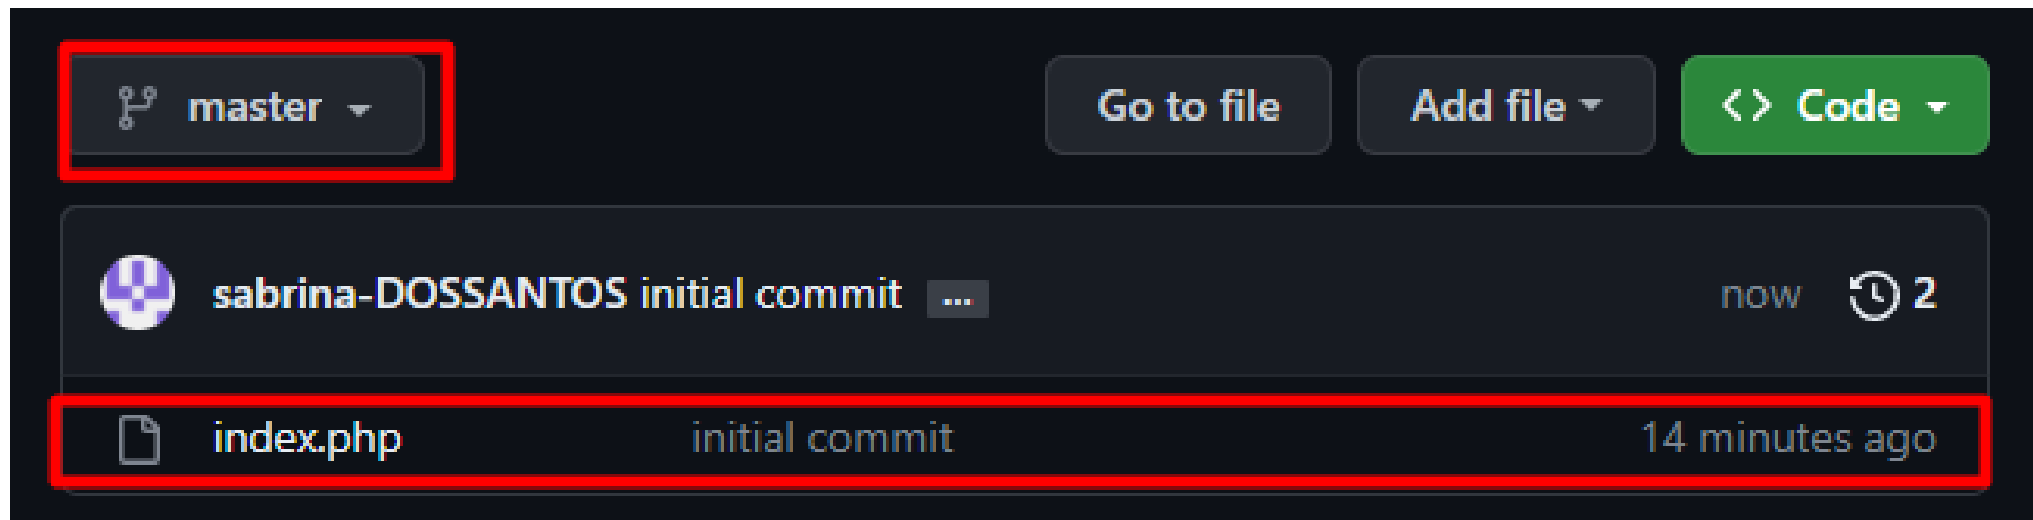 master
Go to file
Add file
<> Code
sabrina-DOSSANTOS initial commit ...
now 2
index.php initial commit 14 minutes ago